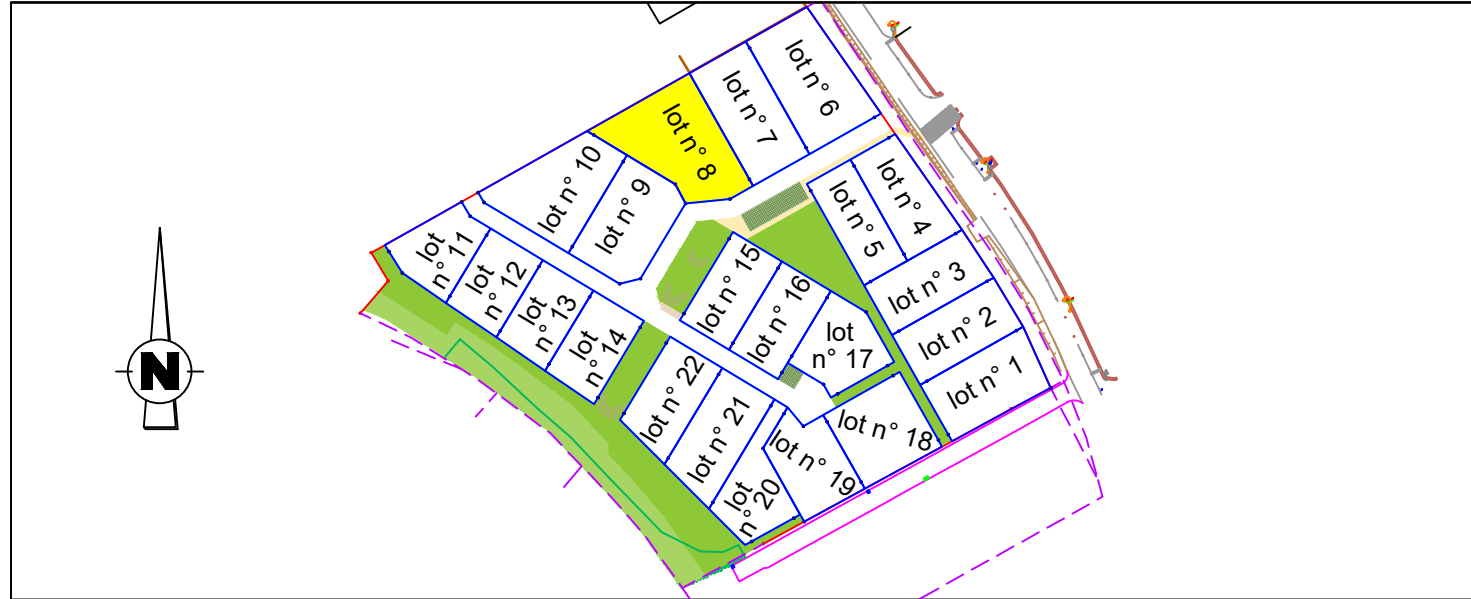 lot n° 6
lot n° 7
lot n° 8
lot n° 10
lot n° 9
lot n° 4
lot n° 5
lot
n° 11
lot
n° 12
lot
n° 13
lot
n° 14
lot n° 15
lot n° 16
lot
n° 17
lot n° 3
lot n° 2
lot n° 1
N
lot n° 22
lot n° 21
lot
n° 20
lot n° 19
lot n° 18